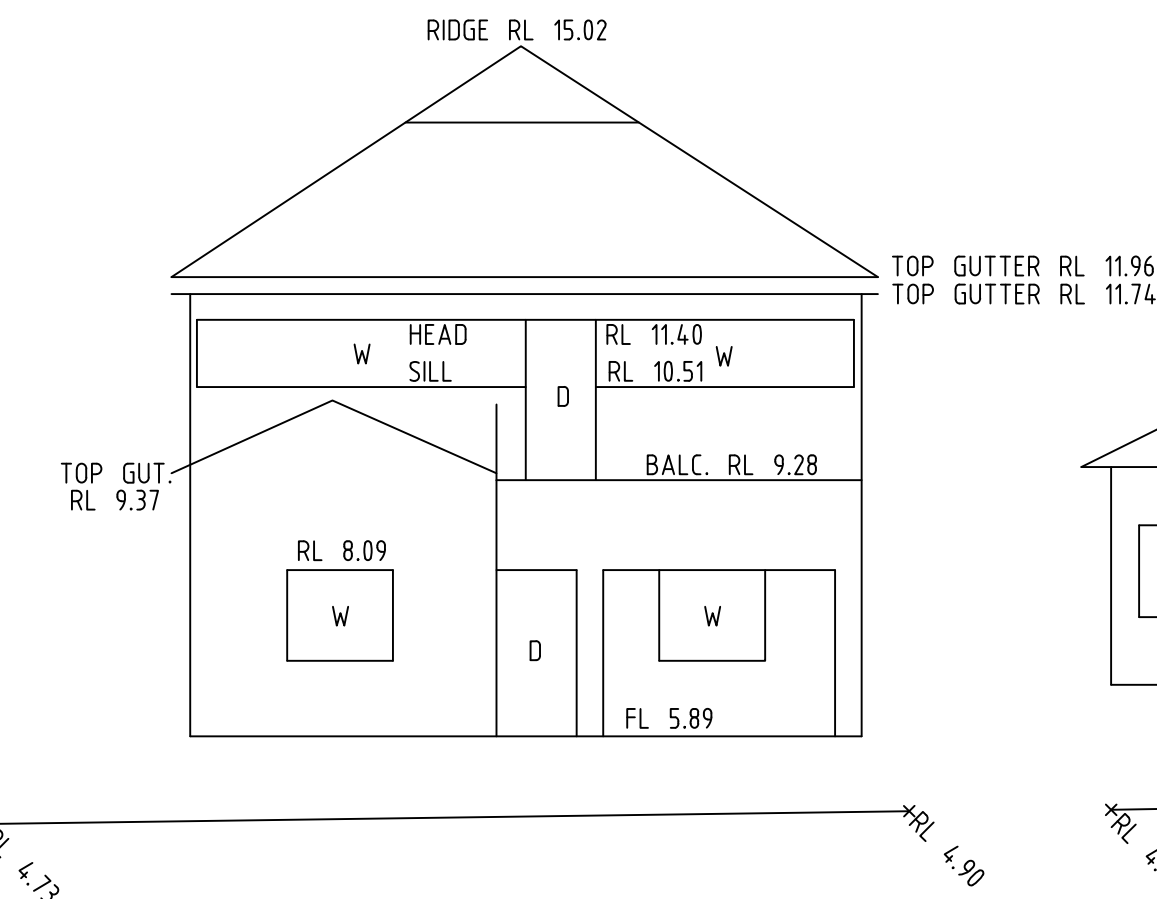 RIDGE RL 15.02
TOP GUTTER RL 11.96
TOP GUTTER RL 11.74
HEAD RL 11.40
W W
SILL RL 10.51
D
BALC. RL 9.28
TOP GUT.
RL 9.37
RL 8.09
W W
D
FL 5.89
RL 4.73
RL 4.90
RL 4.